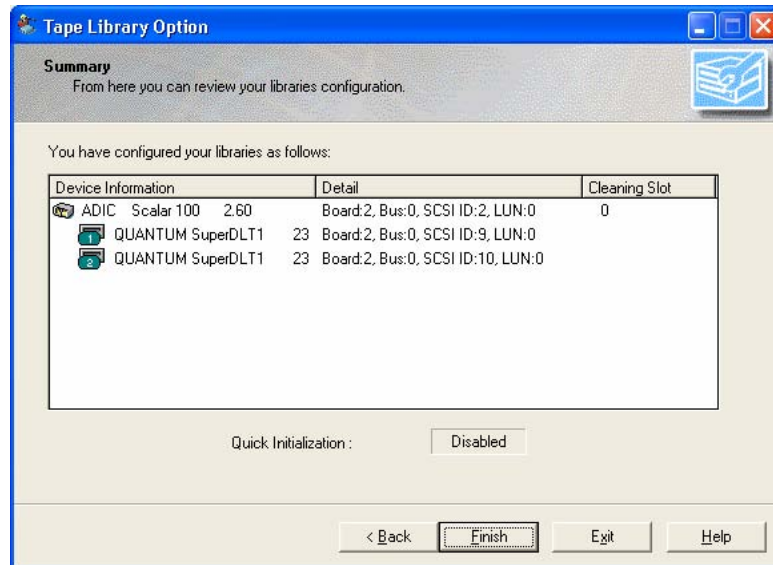 Tape Library Option
Summary
From here you can review your libraries configuration.
You have configured your libraries as follows:
Device Information Detail Cleaning Slot
ADIC Scalar 100 2.60 Board:2, Bus:0, SCSI ID:2, LUN:0 0
1 QUANTUM SuperDLT1 23 Board:2, Bus:0, SCSI ID:9, LUN:0
2 QUANTUM SuperDLT1 23 Board:2, Bus:0, SCSI ID:10, LUN:0
Quick Initialization : Disabled
< Back Finish Exit Help